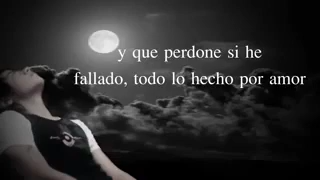 y que perdone si he
fallado, todo lo hecho por amor